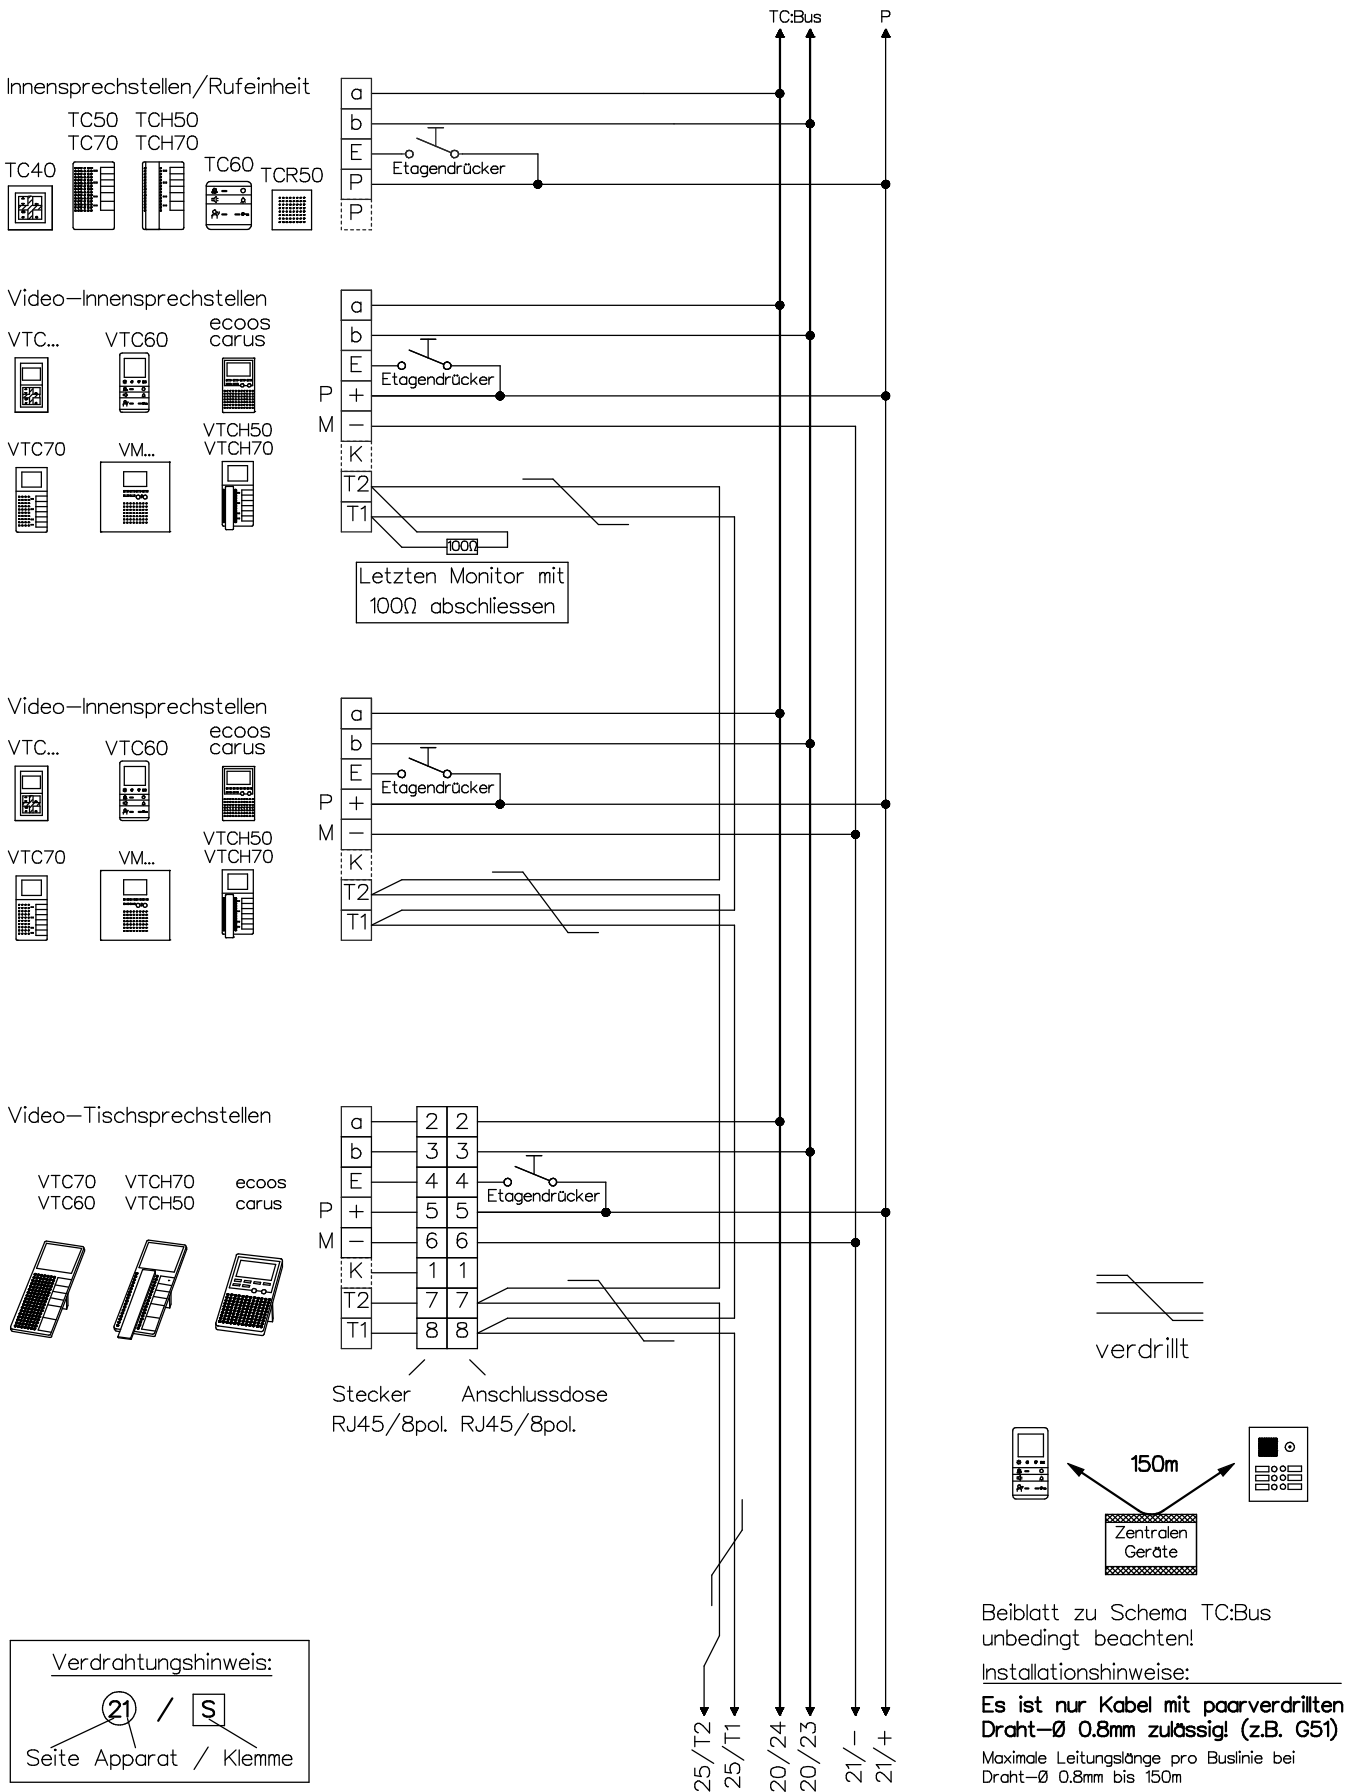 TC:Bus P
Innensprechstellen/Rufeinheit
TC50 TCH50
TC70 TCH70
TC40 TC60 TCR50
a
b
E
P
P
Etagendrücker
Video-Innensprechstellen
VTC... VTC60 ecoos
carus
VTC70 VM... VTCH50
VTCH70
a
b
E
P +
M -
K
T2
T1
Etagendrücker
100Ω
Letzten Monitor mit
100Ω abschliessen
Video-Innensprechstellen
VTC... VTC60 ecoos
carus
VTC70 VM... VTCH50
VTCH70
a
b
E
P +
M -
K
T2
T1
Etagendrücker
Video-Tischsprechstellen
VTC70 VTCH70 ecoos
VTC60 VTCH50 carus
a 2 2
b 3 3
E 4 4
P + 5 5
M - 6 6
K 1 1
T2 7 7
T1 8 8
Etagendrücker
Stecker Anschlussdose
RJ45/8pol. RJ45/8pol.
verdrillt
150m
Zentralen
Geräte
Beiblatt zu Schema TC:Bus
unbedingt beachten!
Installationshinweise:
Es ist nur Kabel mit paarverdrillten
Draht-Ø 0.8mm zulässig! (z.B. G51)
Maximale Leitungslänge pro Buslinie bei
Draht-Ø 0.8mm bis 150m
Verdrahtungshinweis:
21 / S
Seite Apparat / Klemme
25/T2
25/T1
20/24
20/23
21/-
21/+